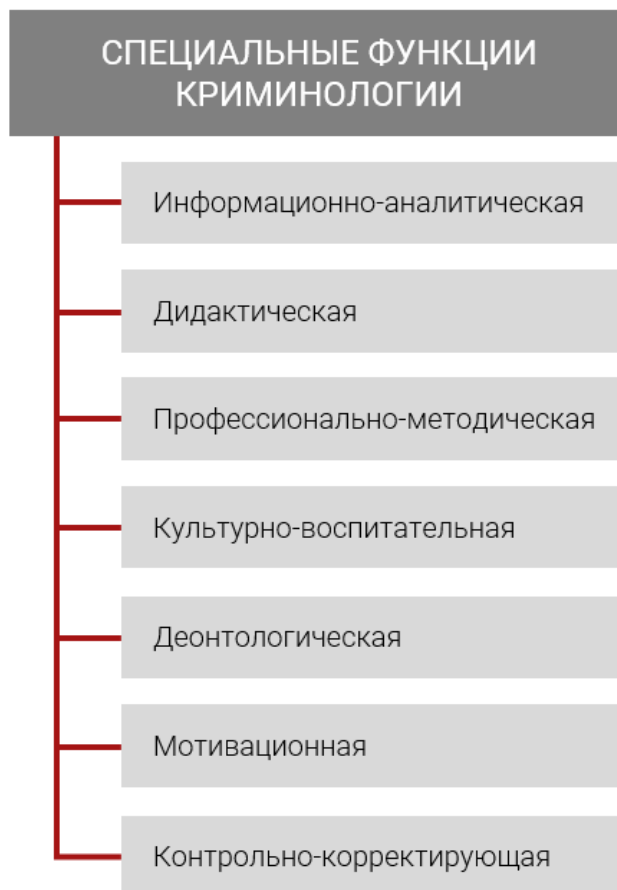 СПЕЦИАЛЬНЫЕ ФУНКЦИИ
КРИМИНОЛОГИИ
Информационно-аналитическая
Дидактическая
Профессионально-методическая
Культурно-воспитательная
Деонтологическая
Мотивационная
Контрольно-корректирующая